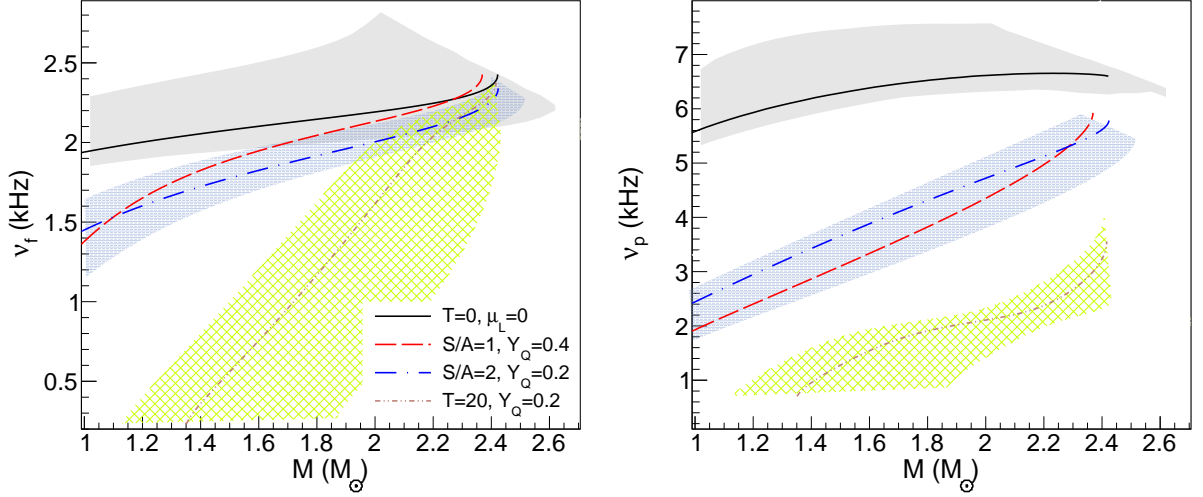 2.5
2
1.5
1
0.5
ν_f (kHz)
T=0, μ_L=0
S/A=1, Y_Q=0.4
S/A=2, Y_Q=0.2
T=20, Y_Q=0.2
1 1.2 1.4 1.6 1.8 2 2.2 2.4 2.6
M (M_⊙)
7
6
5
4
3
2
1
ν_p (kHz)
1 1.2 1.4 1.6 1.8 2 2.2 2.4 2.6
M (M_⊙)